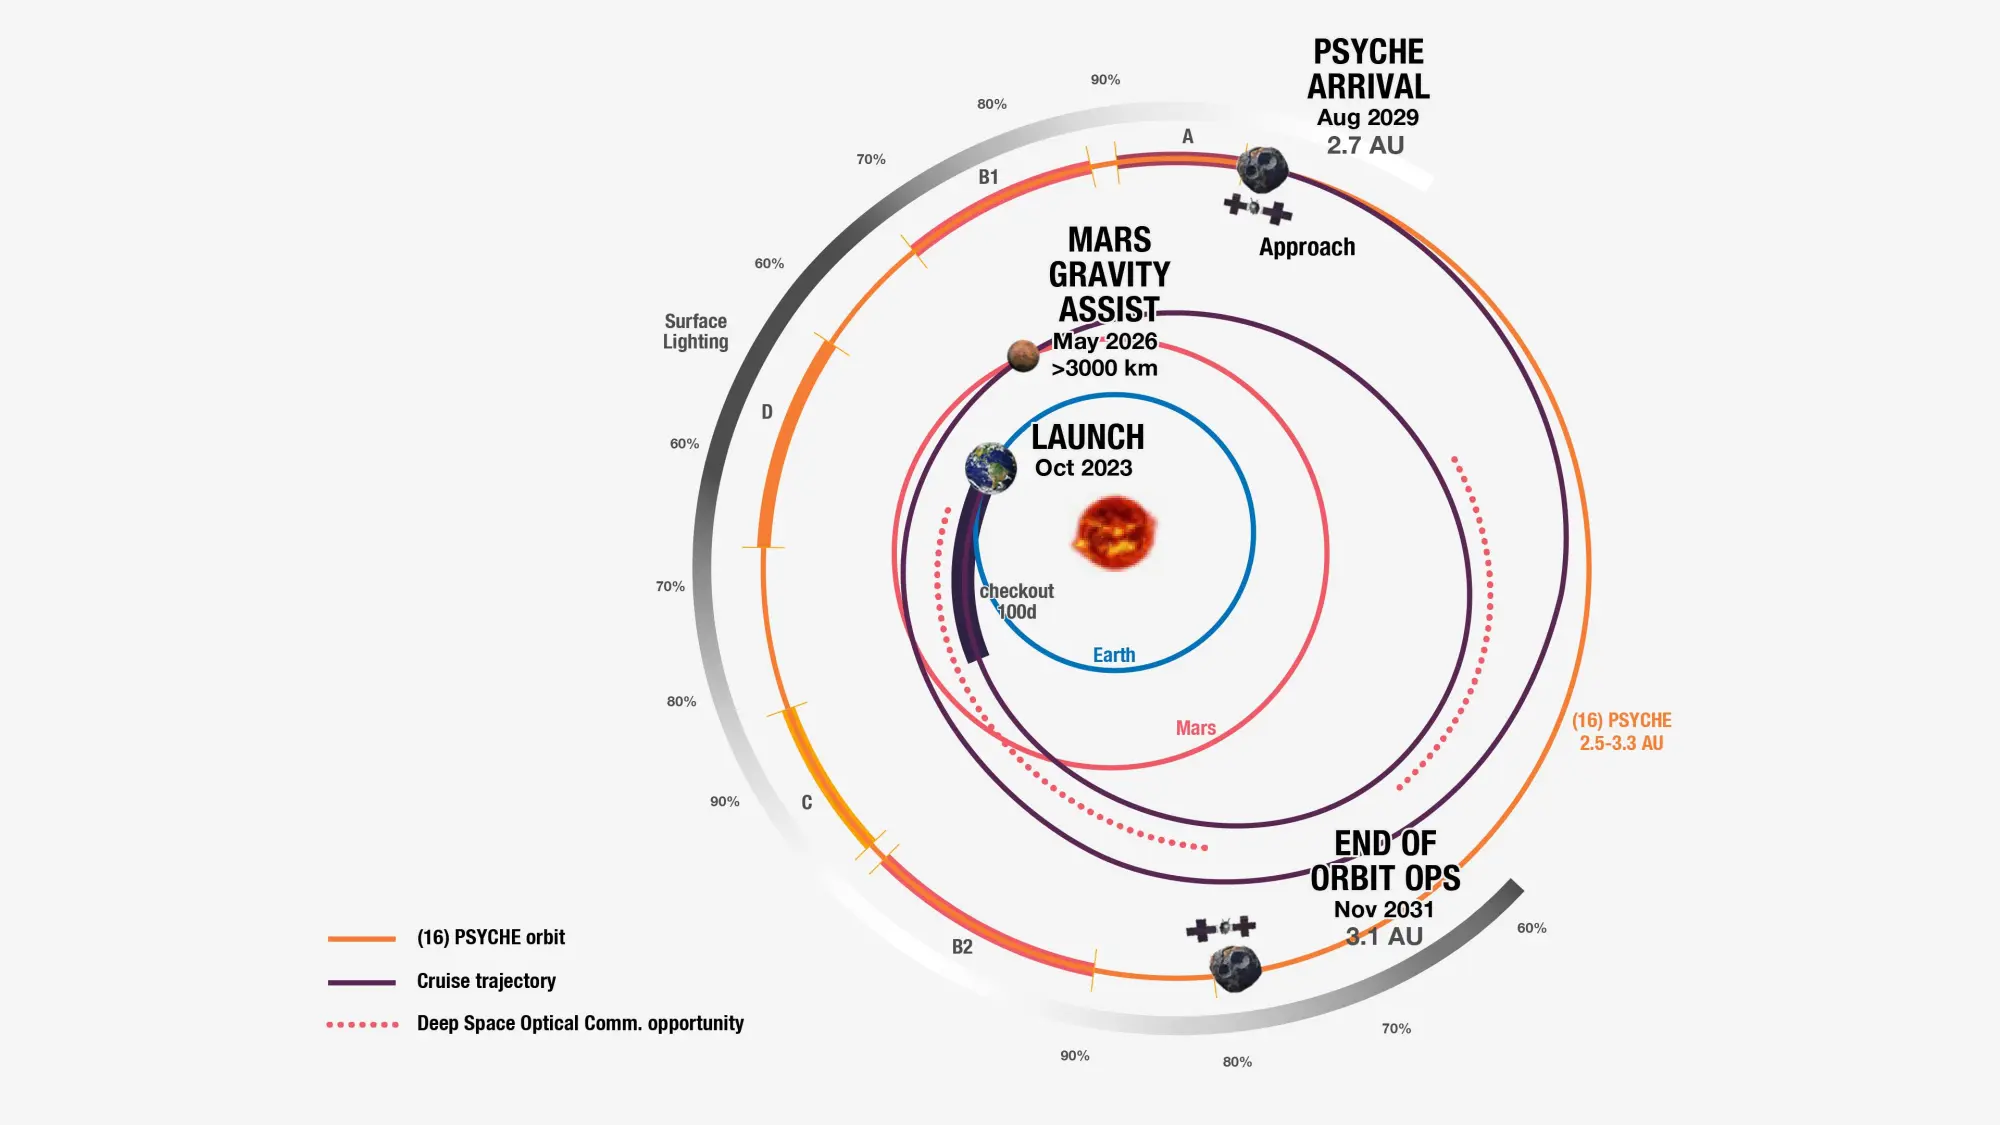 PSYCHE
ARRIVAL
Aug 2029
2.7 AU
90%
80%
A
70%
B1
Approach
MARS
GRAVITY
ASSIST
May 2026
>3000 km
60%
Surface
Lighting
D
LAUNCH
Oct 2023
60%
checkout
100d
70%
Earth
80%
Mars
(16) PSYCHE
2.5-3.3 AU
90%
C
END OF
ORBIT OPS
Nov 2031
3.1 AU
60%
B2
70%
90%
80%
(16) PSYCHE orbit
Cruise trajectory
Deep Space Optical Comm. opportunity